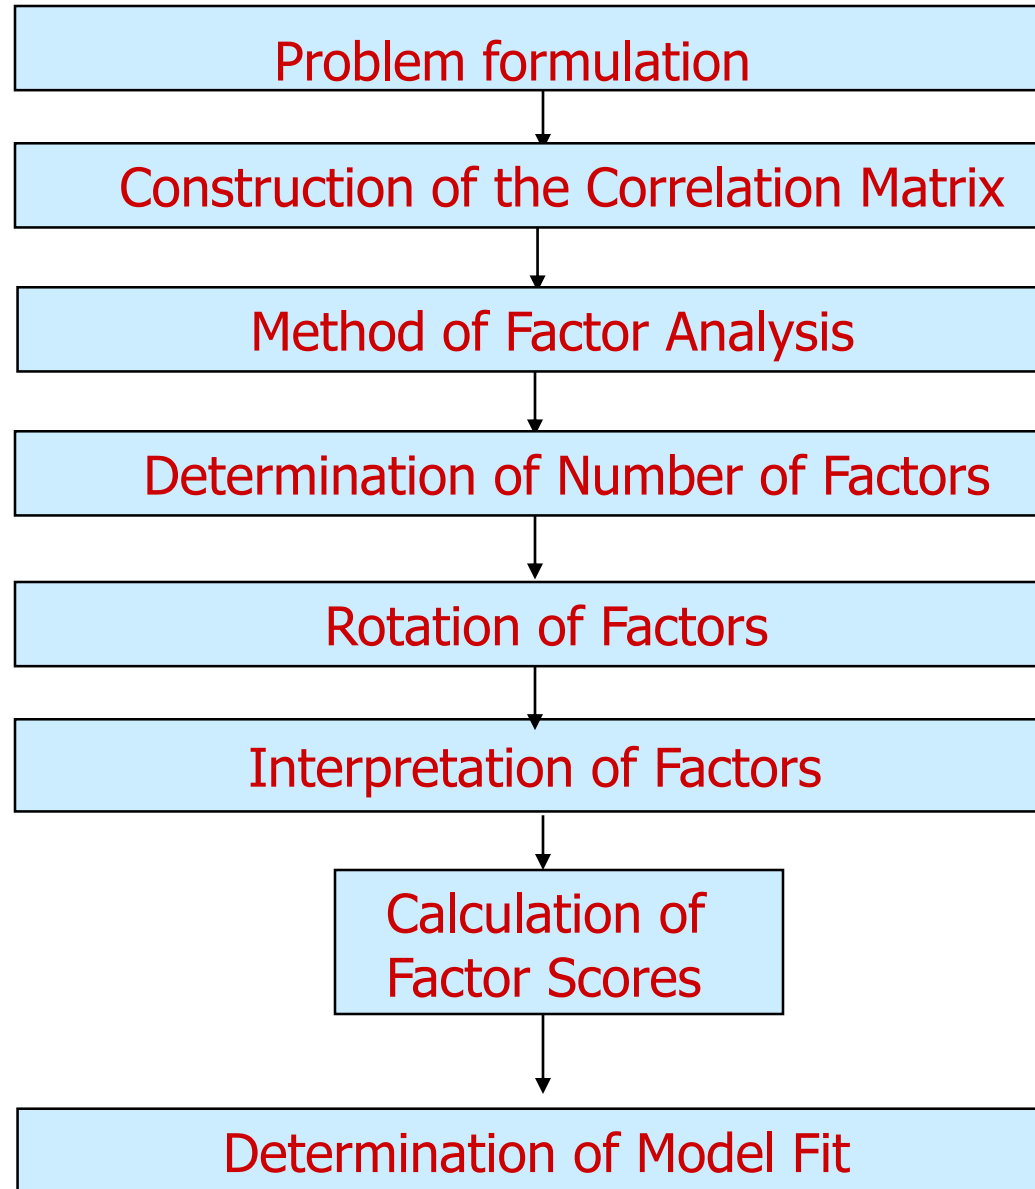 Problem formulation
Construction of the Correlation Matrix
Method of Factor Analysis
Determination of Number of Factors
Rotation of Factors
Interpretation of Factors
Calculation of
Factor Scores
Determination of Model Fit